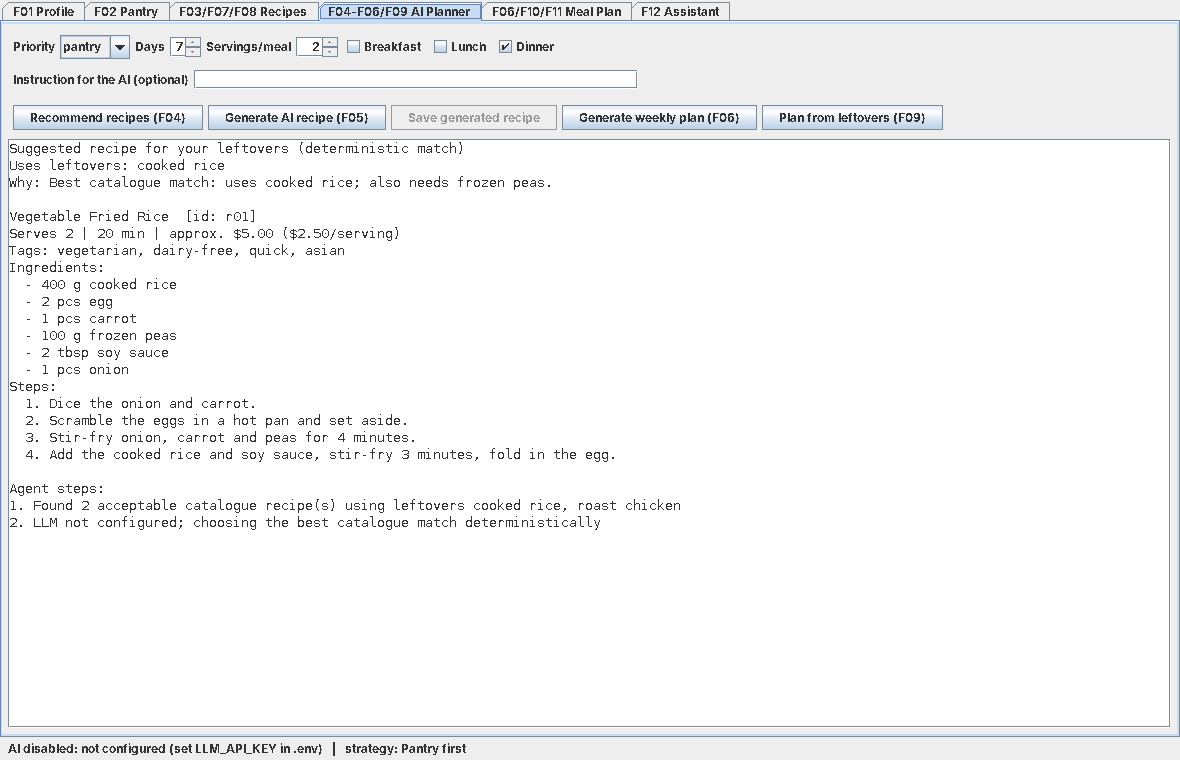 F01 Profile F02 Pantry F03/F07/F08 Recipes F04-F06/F09 AI Planner F06/F10/F11 Meal Plan F12 Assistant
Priority pantry Days 7 Servings/meal 2 Breakfast Lunch Dinner
Instruction for the AI (optional)
Recommend recipes (F04) Generate AI recipe (F05) Save generated recipe Generate weekly plan (F06) Plan from leftovers (F09)
Suggested recipe for your leftovers (deterministic match)
Uses leftovers: cooked rice
Why: Best catalogue match: uses cooked rice; also needs frozen peas.
Vegetable Fried Rice [id: r01]
Serves 2 | 20 min | approx. $5.00 ($2.50/serving)
Tags: vegetarian, dairy-free, quick, asian
Ingredients:
- 400 g cooked rice
- 2 pcs egg
- 1 pcs carrot
- 100 g frozen peas
- 2 tbsp soy sauce
- 1 pcs onion
Steps:
1. Dice the onion and carrot.
2. Scramble the eggs in a hot pan and set aside.
3. Stir-fry onion, carrot and peas for 4 minutes.
4. Add the cooked rice and soy sauce, stir-fry 3 minutes, fold in the egg.
Agent steps:
1. Found 2 acceptable catalogue recipe(s) using leftovers cooked rice, roast chicken
2. LLM not configured; choosing the best catalogue match deterministically
AI disabled: not configured (set LLM_API_KEY in .env) | strategy: Pantry first